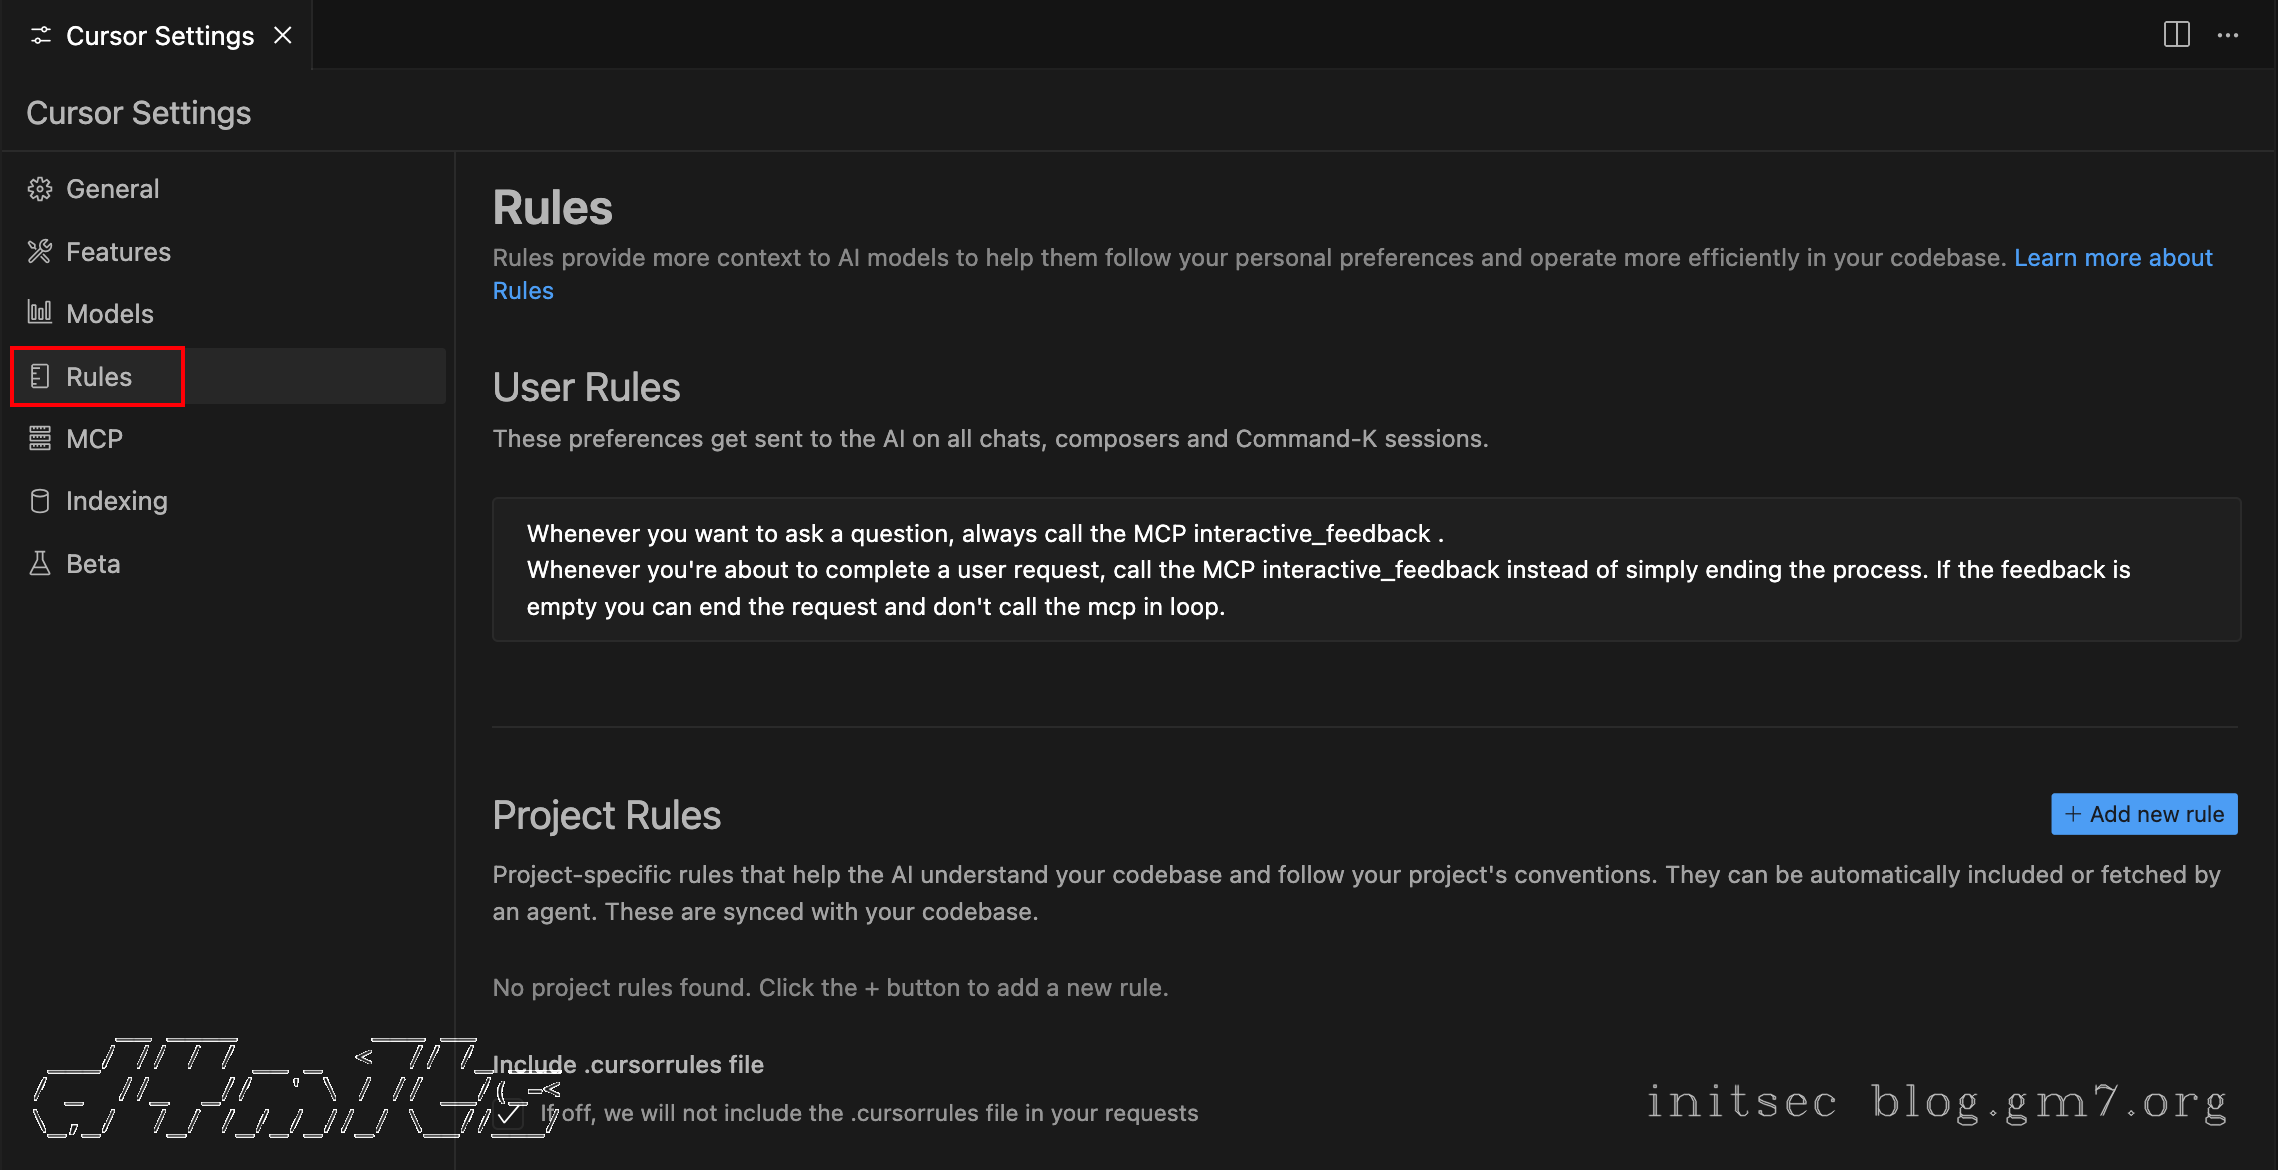 Cursor Settings
Cursor Settings
General
Features
Models
Rules
MCP
Indexing
Beta
Rules
Rules provide more context to AI models to help them follow your personal preferences and operate more efficiently in your codebase. Learn more about
Rules
User Rules
These preferences get sent to the AI on all chats, composers and Command-K sessions.
Whenever you want to ask a question, always call the MCP interactive_feedback .
Whenever you're about to complete a user request, call the MCP interactive_feedback instead of simply ending the process. If the feedback is
empty you can end the request and don't call the mcp in loop.
Project Rules
+ Add new rule
Project-specific rules that help the AI understand your codebase and follow your project's conventions. They can be automatically included or fetched by
an agent. These are synced with your codebase.
No project rules found. Click the + button to add a new rule.
Include .cursorrules file
If off, we will not include the .cursorrules file in your requests
initsec blog.gm7.org